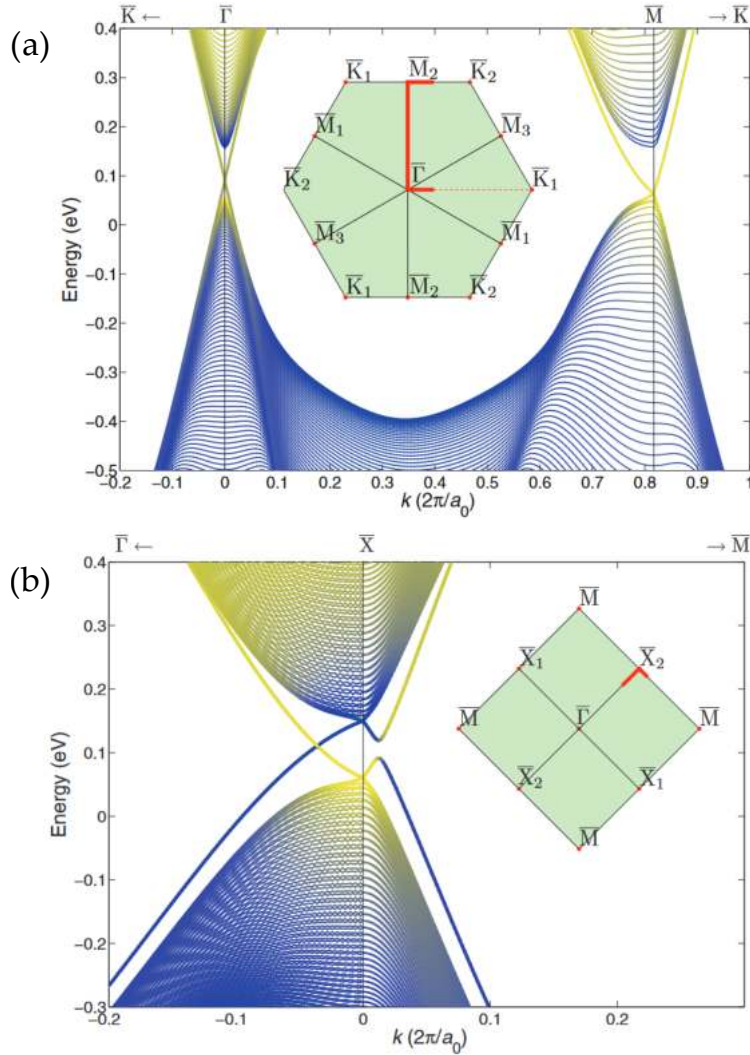 (a)
K̅ ← Γ̅ M̅ → K̅
0.4
0.3
0.2
0.1
0
−0.1
−0.2
−0.3
−0.4
−0.5
Energy (eV)
K̅₁ M̅₂ K̅₂
M̅₁ M̅₃
K̅₂ Γ̅ K̅₁
M̅₃ M̅₁
K̅₁ M̅₂ K̅₂
−0.2 −0.1 0 0.1 0.2 0.3 0.4 0.5 0.6 0.7 0.8 0.9 1
k (2π/a₀)
(b)
Γ̅ ← X̅ → M̅
0.4
0.3
0.2
0.1
0
−0.1
−0.2
−0.3
Energy (eV)
M̅
X̅₁ X̅₂
M̅ Γ̅ M̅
X̅₂ X̅₁
M̅
−0.2 −0.1 0 0.1 0.2
k (2π/a₀)